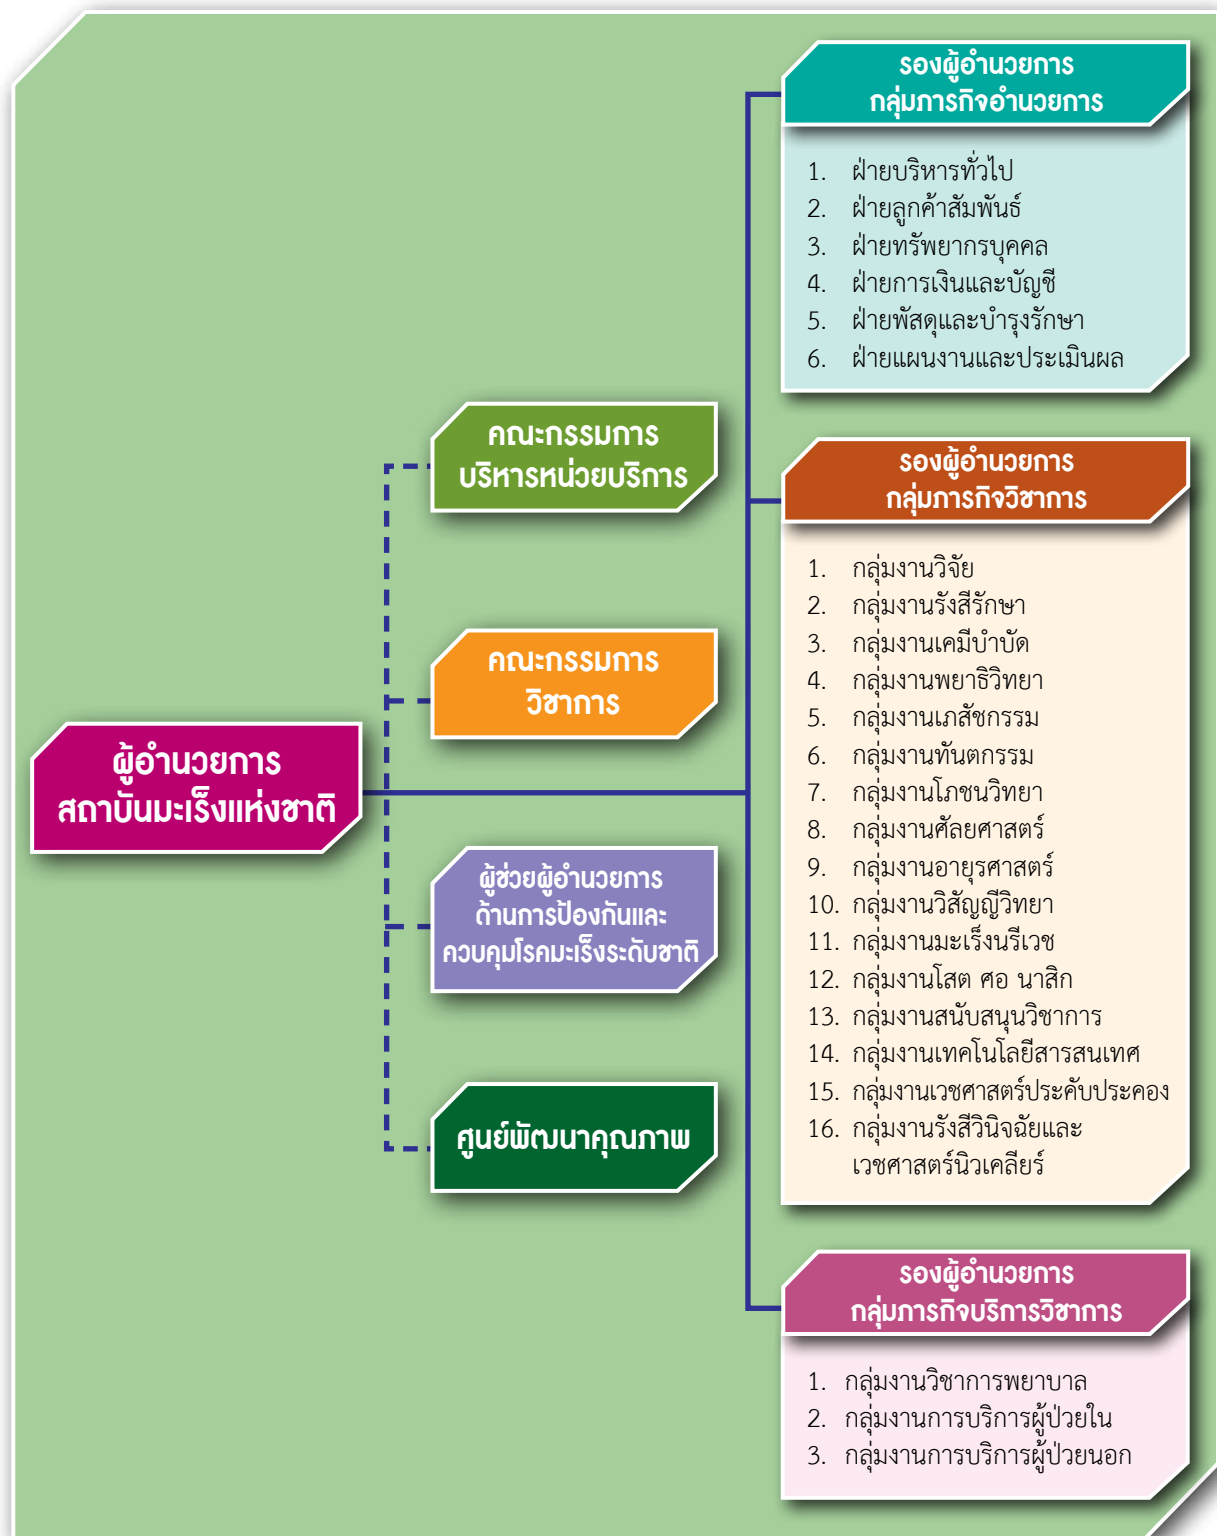 ผู้อำนวยการ
สถาบันมะเร็งแห่งชาติ
คณะกรรมการ
บริหารหน่วยบริการ
คณะกรรมการ
วิชาการ
ผู้ช่วยผู้อำนวยการ
ด้านการป้องกันและ
ควบคุมโรคมะเร็งระดับชาติ
ศูนย์พัฒนาคุณภาพ
รองผู้อำนวยการ
กลุ่มภารกิจอำนวยการ
1. ฝ่ายบริหารทั่วไป
2. ฝ่ายลูกค้าสัมพันธ์
3. ฝ่ายทรัพยากรบุคคล
4. ฝ่ายการเงินและบัญชี
5. ฝ่ายพัสดุและบำรุงรักษา
6. ฝ่ายแผนงานและประเมินผล
รองผู้อำนวยการ
กลุ่มภารกิจวิชาการ
1. กลุ่มงานวิจัย
2. กลุ่มงานรังสีรักษา
3. กลุ่มงานเคมีบำบัด
4. กลุ่มงานพยาธิวิทยา
5. กลุ่มงานเภสัชกรรม
6. กลุ่มงานทันตกรรม
7. กลุ่มงานโภชนวิทยา
8. กลุ่มงานศัลยศาสตร์
9. กลุ่มงานอายุรศาสตร์
10. กลุ่มงานวิสัญญีวิทยา
11. กลุ่มงานมะเร็งนรีเวช
12. กลุ่มงานโสต ศอ นาสิก
13. กลุ่มงานสนับสนุนวิชาการ
14. กลุ่มงานเทคโนโลยีสารสนเทศ
15. กลุ่มงานเวชศาสตร์ประคับประคอง
16. กลุ่มงานรังสีวินิจฉัยและ
เวชศาสตร์นิวเคลียร์
รองผู้อำนวยการ
กลุ่มภารกิจบริการวิชาการ
1. กลุ่มงานวิชาการพยาบาล
2. กลุ่มงานการบริการผู้ป่วยใน
3. กลุ่มงานการบริการผู้ป่วยนอก